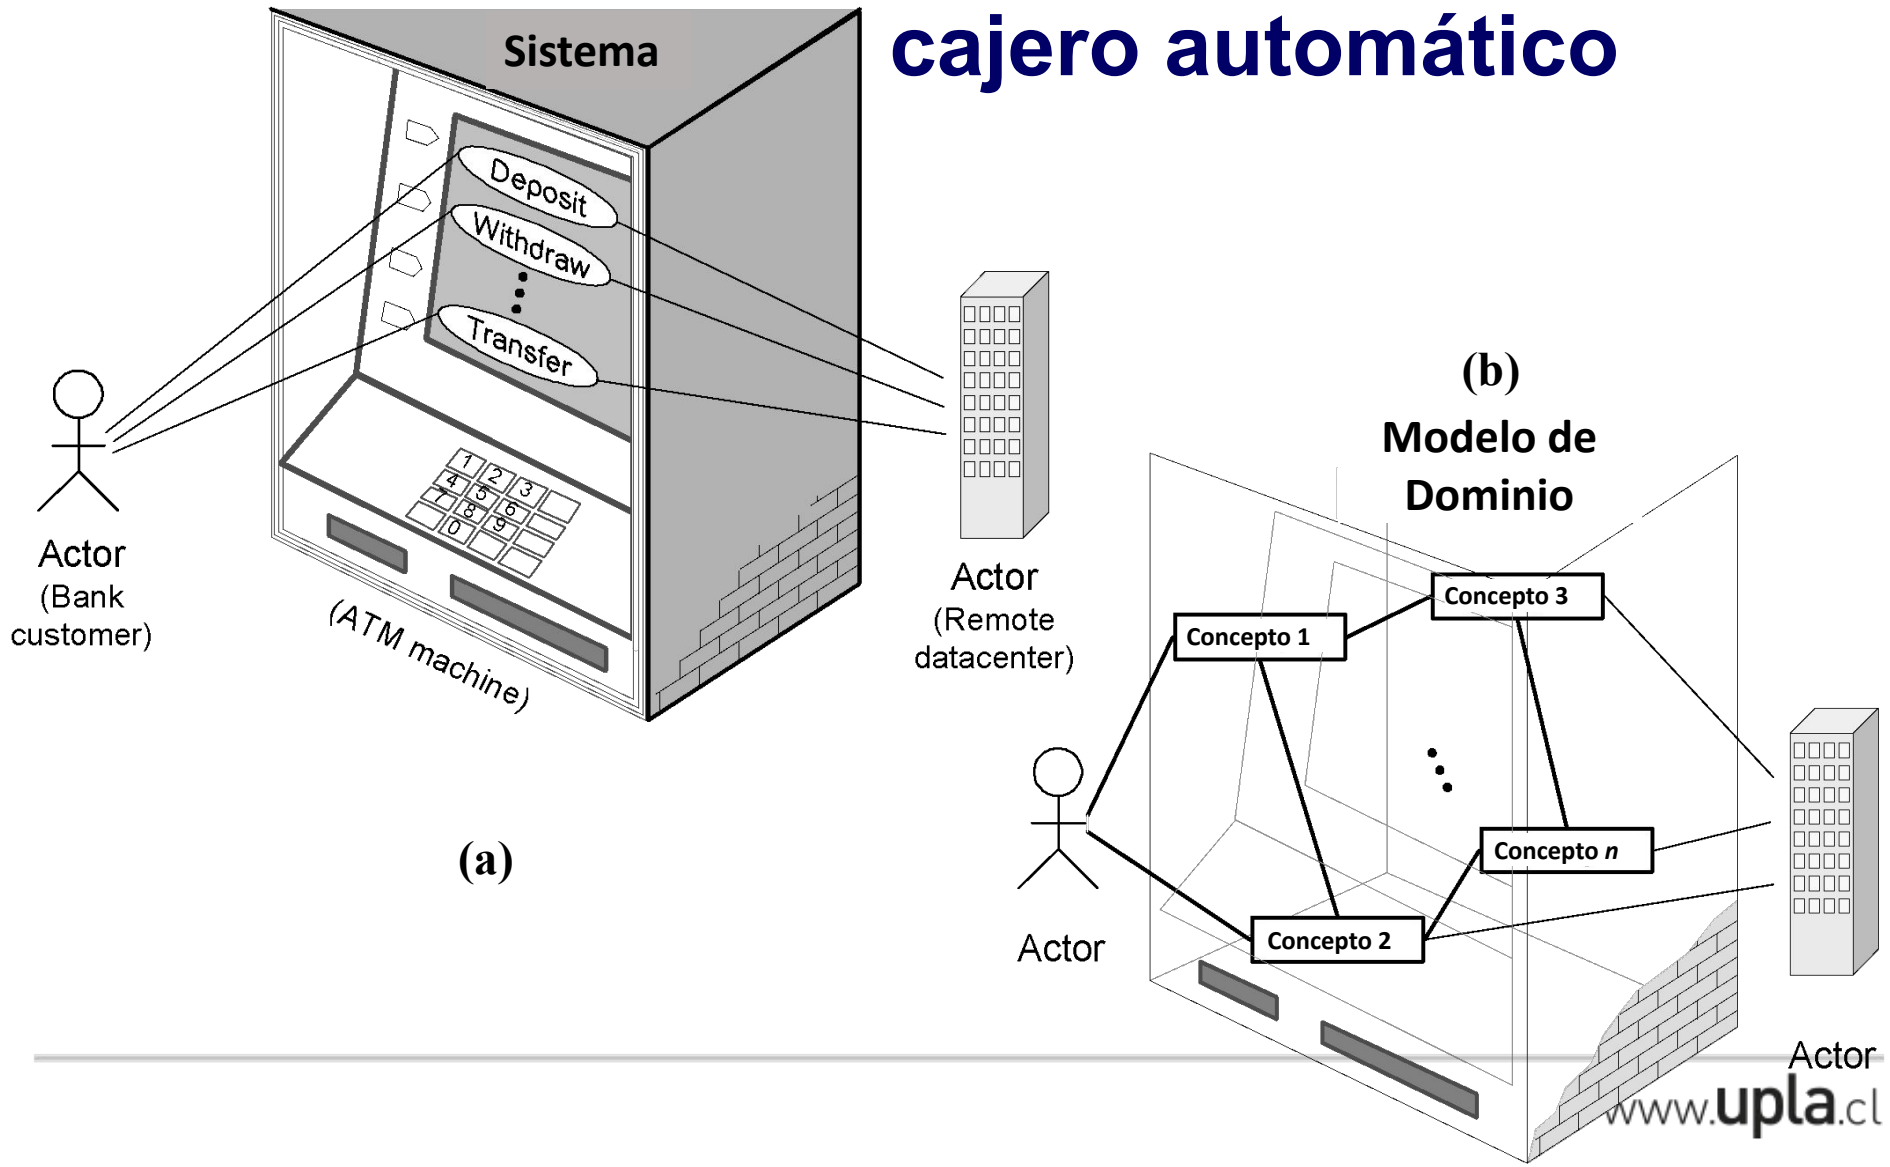 cajero automático
Sistema
Deposit
Withdraw
Transfer
1 2 3
4 5 6
7 8 9
0
Actor
(Bank
customer)
(ATM machine)
Actor
(Remote
datacenter)
(a)
(b)
Modelo de
Dominio
Concepto 3
Concepto 1
Concepto n
Concepto 2
Actor
Actor
www.upla.cl